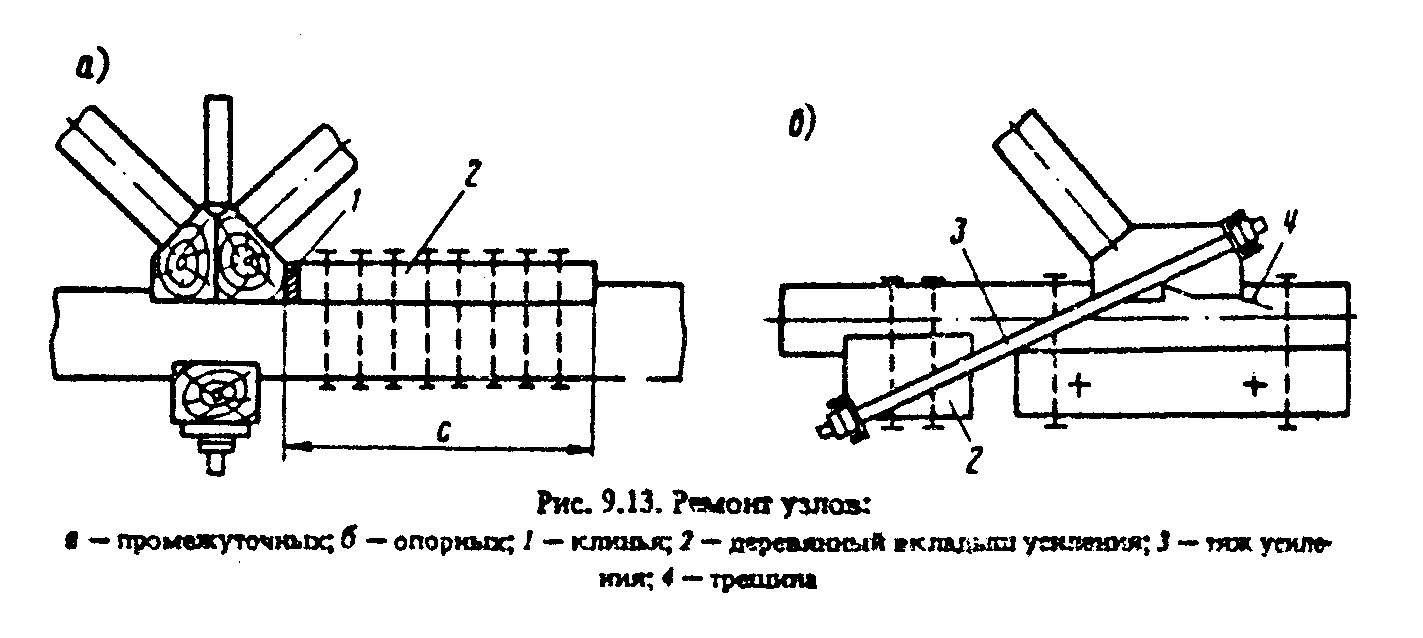 а)
б)
1
2
3
4
2
с
Рис. 9.13. Ремонт узлов:
а — промежуточных; б — опорных; 1 — клинья; 2 — деревянный вкладыш усиления; 3 — тяж усиле-
ния; 4 — трещина